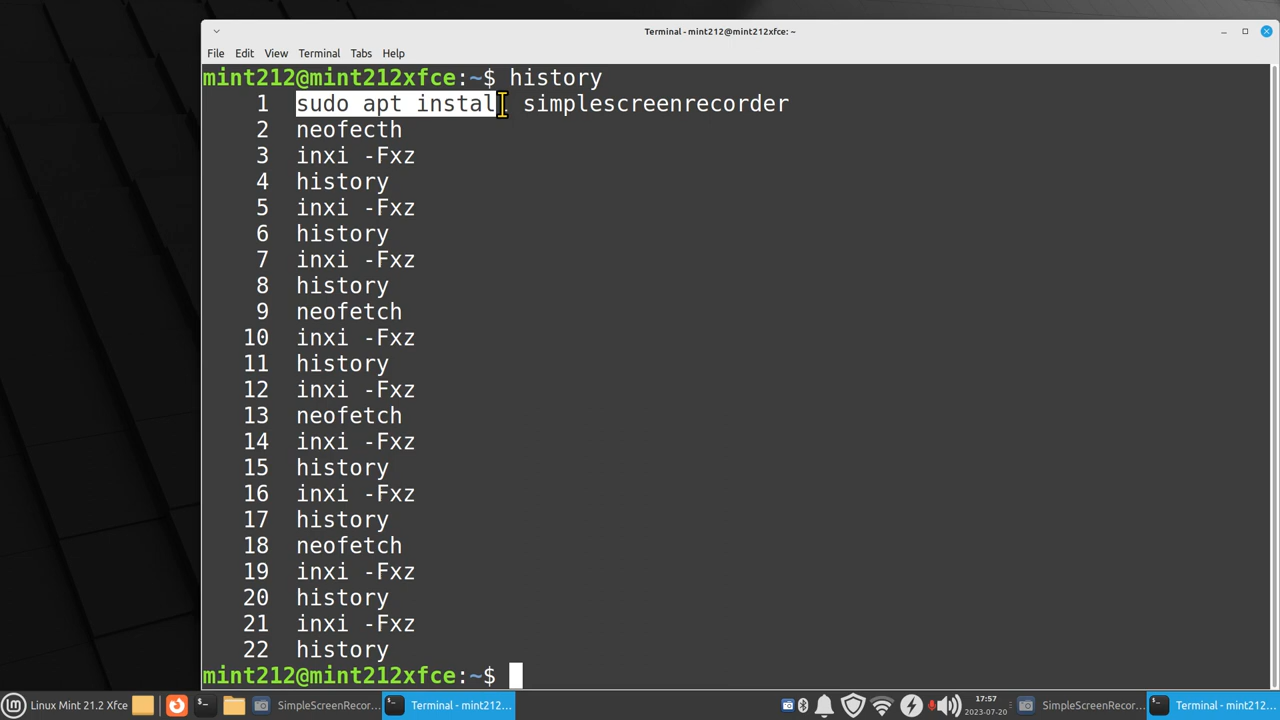 Terminal - mint212@mint212xfce: ~
File Edit View Terminal Tabs Help
mint212@mint212xfce:~$ history
1 sudo apt install simplescreenrecorder
2 neofecth
3 inxi -Fxz
4 history
5 inxi -Fxz
6 history
7 inxi -Fxz
8 history
9 neofetch
10 inxi -Fxz
11 history
12 inxi -Fxz
13 neofetch
14 inxi -Fxz
15 history
16 inxi -Fxz
17 history
18 neofetch
19 inxi -Fxz
20 history
21 inxi -Fxz
22 history
mint212@mint212xfce:~$
Linux Mint 21.2 Xfce SimpleScreenRecor... Terminal - mint212... 17:57 SimpleScreenRecor... Terminal - mint212...
2023-07-20